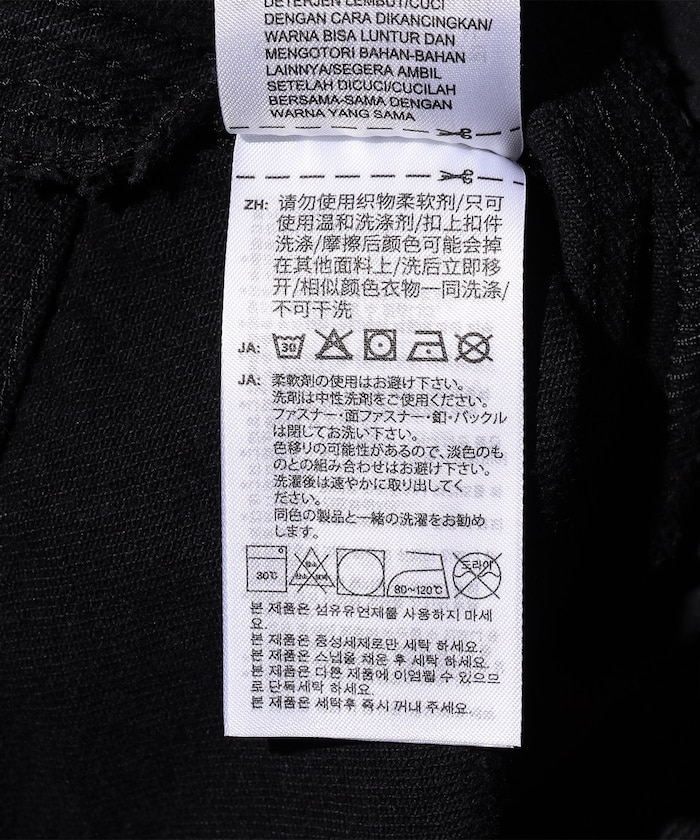 DETERJEN LEMBUT/CUCI
DENGAN CARA DIKANCINGKAN/
WARNA BISA LUNTUR DAN
MENGOTORI BAHAN-BAHAN
LAINNYA/SEGERA AMBIL
SETELAH DICUCI/CUCILAH
BERSAMA-SAMA DENGAN
WARNA YANG SAMA
ZH: 请勿使用织物柔软剂/只可
使用温和洗涤剂/扣上扣件
洗涤/摩擦后颜色可能会掉
在其他面料上/洗后立即移
开/相似颜色衣物一同洗涤/
不可干洗
JA: 30
JA: 柔軟剤の使用はお避け下さい。
洗剤は中性洗剤をご使用ください。
ファスナー・面ファスナー・釦・バックル
は閉じてお洗い下さい。
色移りの可能性があるので、淡色のも
のとの組み合わせはお避け下さい。
洗濯後は速やかに取り出してく
ださい。
同色の製品と一緒の洗濯をお勧め
します。
30℃ 80~120℃ 드라이
본 제품은 섬유유연제를 사용하지 마세
요.
본 제품은 중성세제로만 세탁 하세요.
본 제품은 스냅을 채운 후 세탁 하세요.
본 제품은 다른 제품에 이염될 수 있으므
로 단독세탁 하세요.
본 제품은 세탁후 즉시 꺼내 주세요.